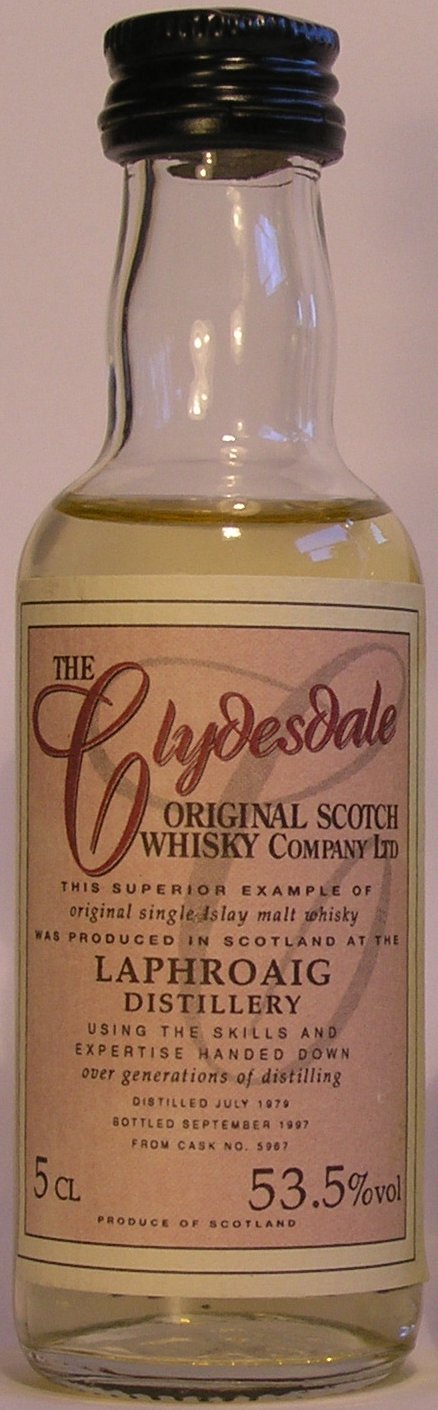 THE
Clydesdale
ORIGINAL SCOTCH
WHISKY COMPANY LTD
THIS SUPERIOR EXAMPLE OF
original single Islay malt whisky
WAS PRODUCED IN SCOTLAND AT THE
LAPHROAIG
DISTILLERY
USING THE SKILLS AND
EXPERTISE HANDED DOWN
over generations of distilling
DISTILLED JULY 1979
BOTTLED SEPTEMBER 1997
FROM CASK NO. 5967
5 CL 53.5%vol
PRODUCE OF SCOTLAND